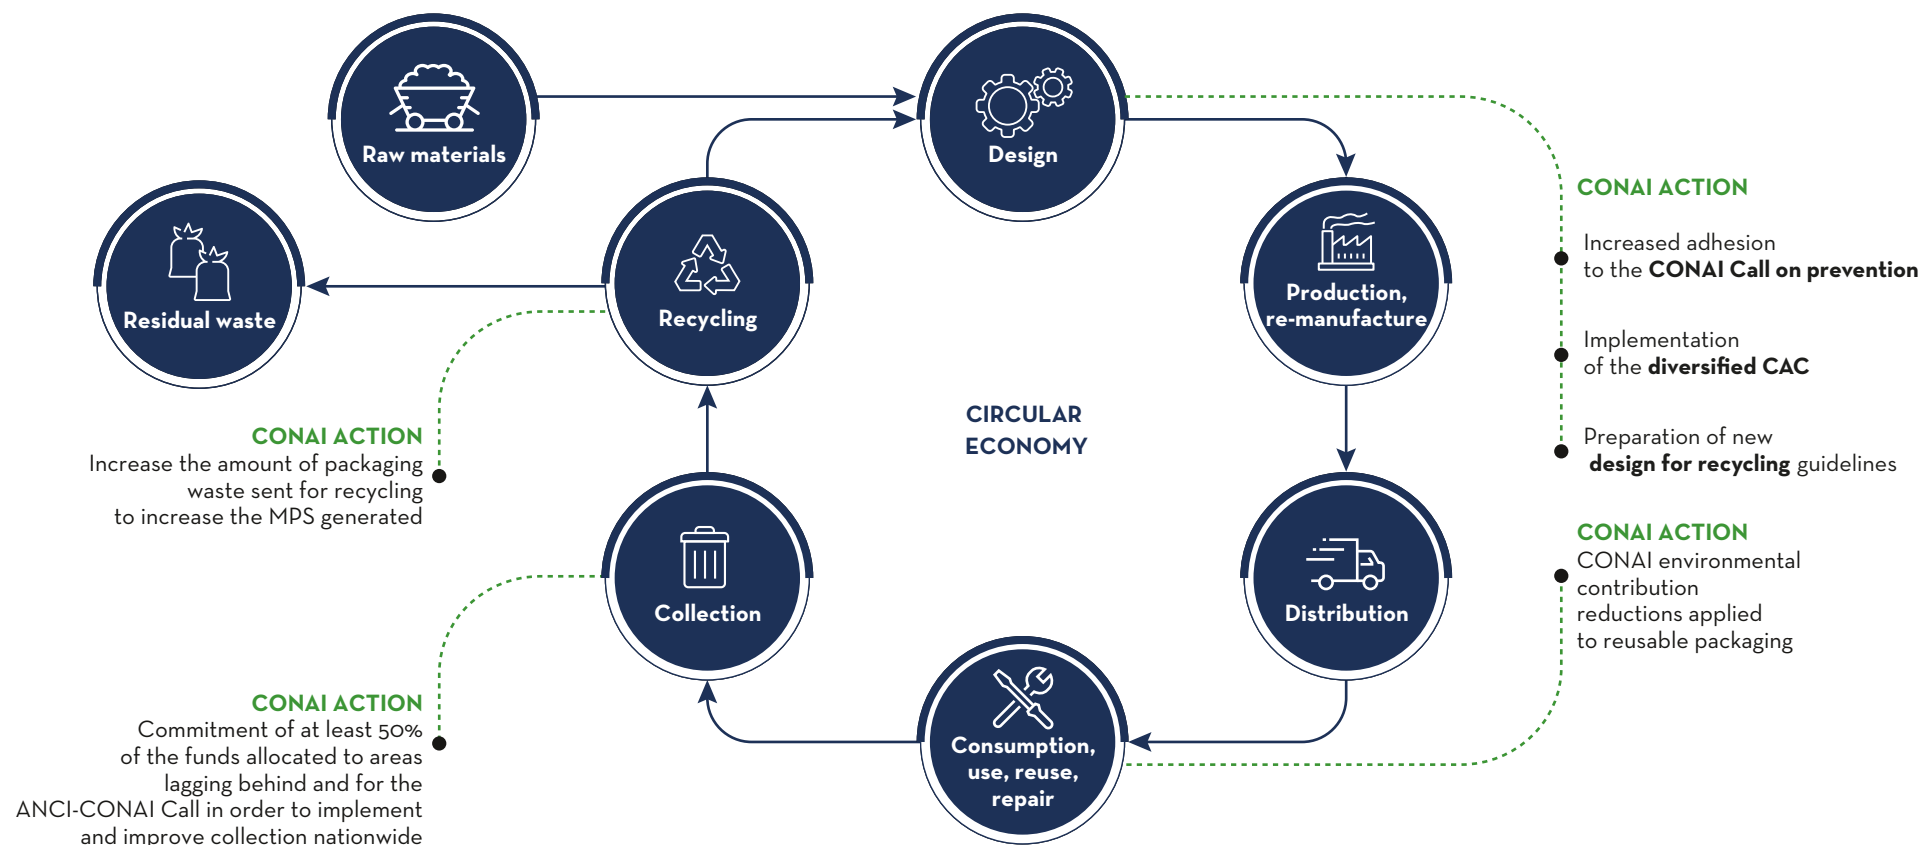 Raw materials
Design
Residual waste
Recycling
Production,
re-manufacture
CIRCULAR
ECONOMY
Collection
Distribution
Consumption,
use, reuse,
repair
CONAI ACTION
Increased adhesion
to the CONAI Call on prevention
Implementation
of the diversified CAC
Preparation of new
design for recycling guidelines
CONAI ACTION
CONAI environmental
contribution
reductions applied
to reusable packaging
CONAI ACTION
Increase the amount of packaging
waste sent for recycling
to increase the MPS generated
CONAI ACTION
Commitment of at least 50%
of the funds allocated to areas
lagging behind and for the
ANCI-CONAI Call in order to implement
and improve collection nationwide